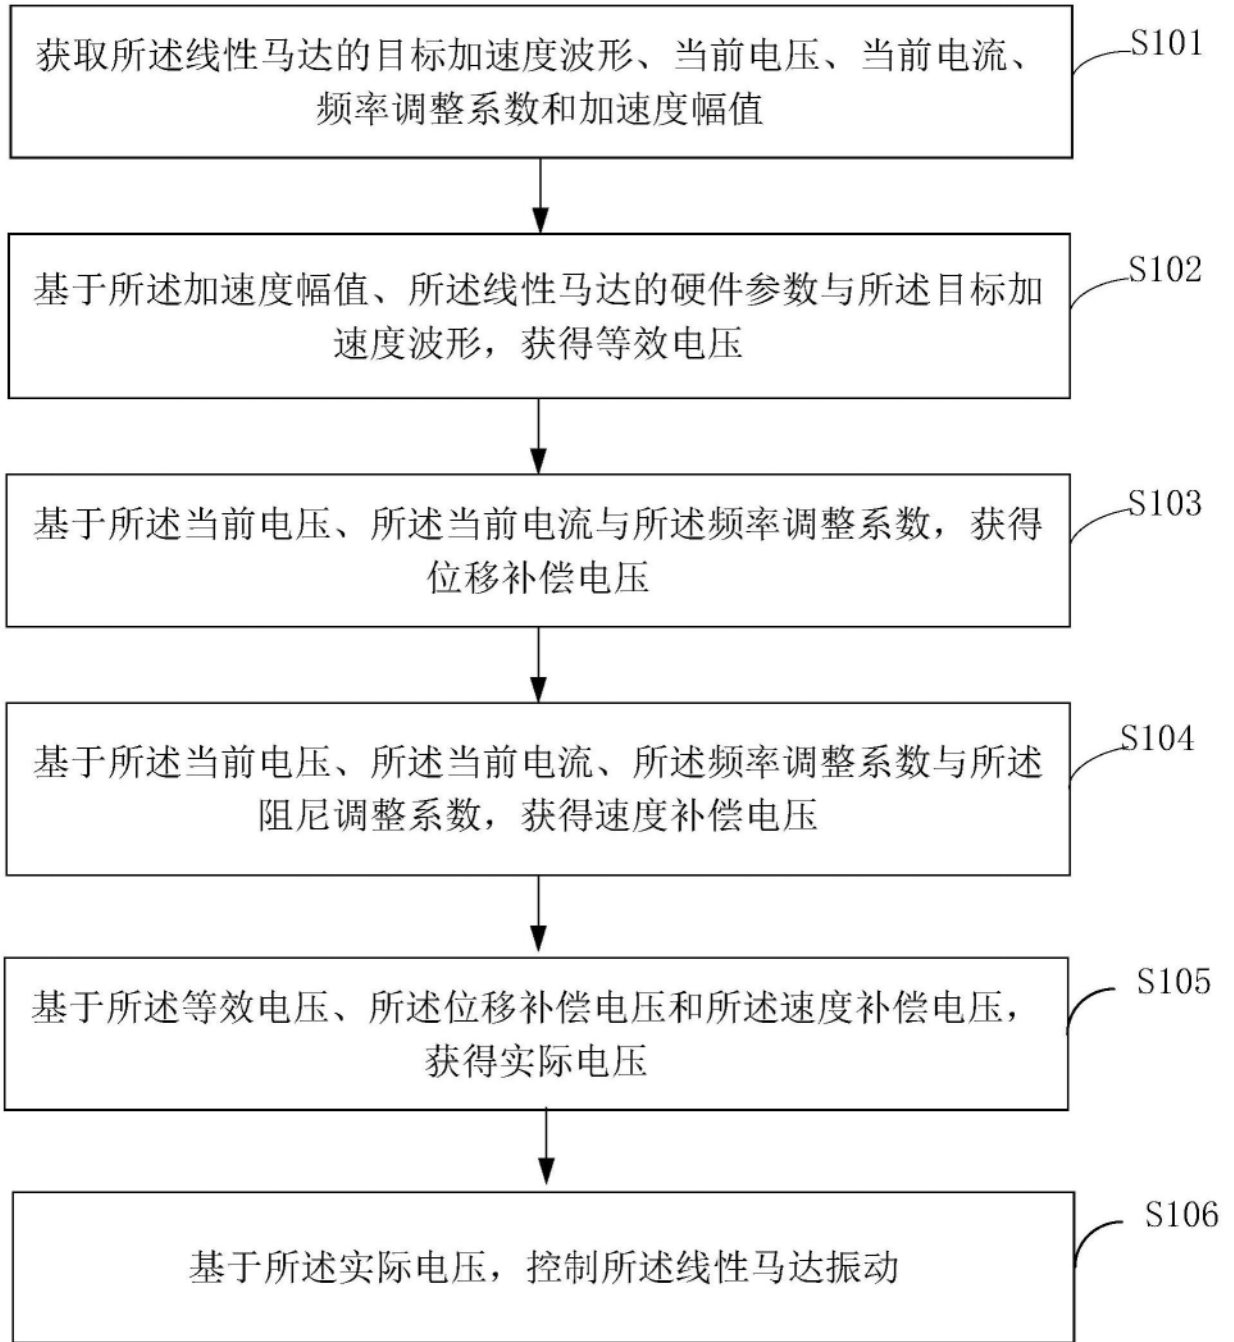 获取所述线性马达的目标加速度波形、当前电压、当前电流、
频率调整系数和加速度幅值
S101
基于所述加速度幅值、所述线性马达的硬件参数与所述目标加
速度波形，获得等效电压
S102
基于所述当前电压、所述当前电流与所述频率调整系数，获得
位移补偿电压
S103
基于所述当前电压、所述当前电流、所述频率调整系数与所述
阻尼调整系数，获得速度补偿电压
S104
基于所述等效电压、所述位移补偿电压和所述速度补偿电压，
获得实际电压
S105
基于所述实际电压，控制所述线性马达振动
S106